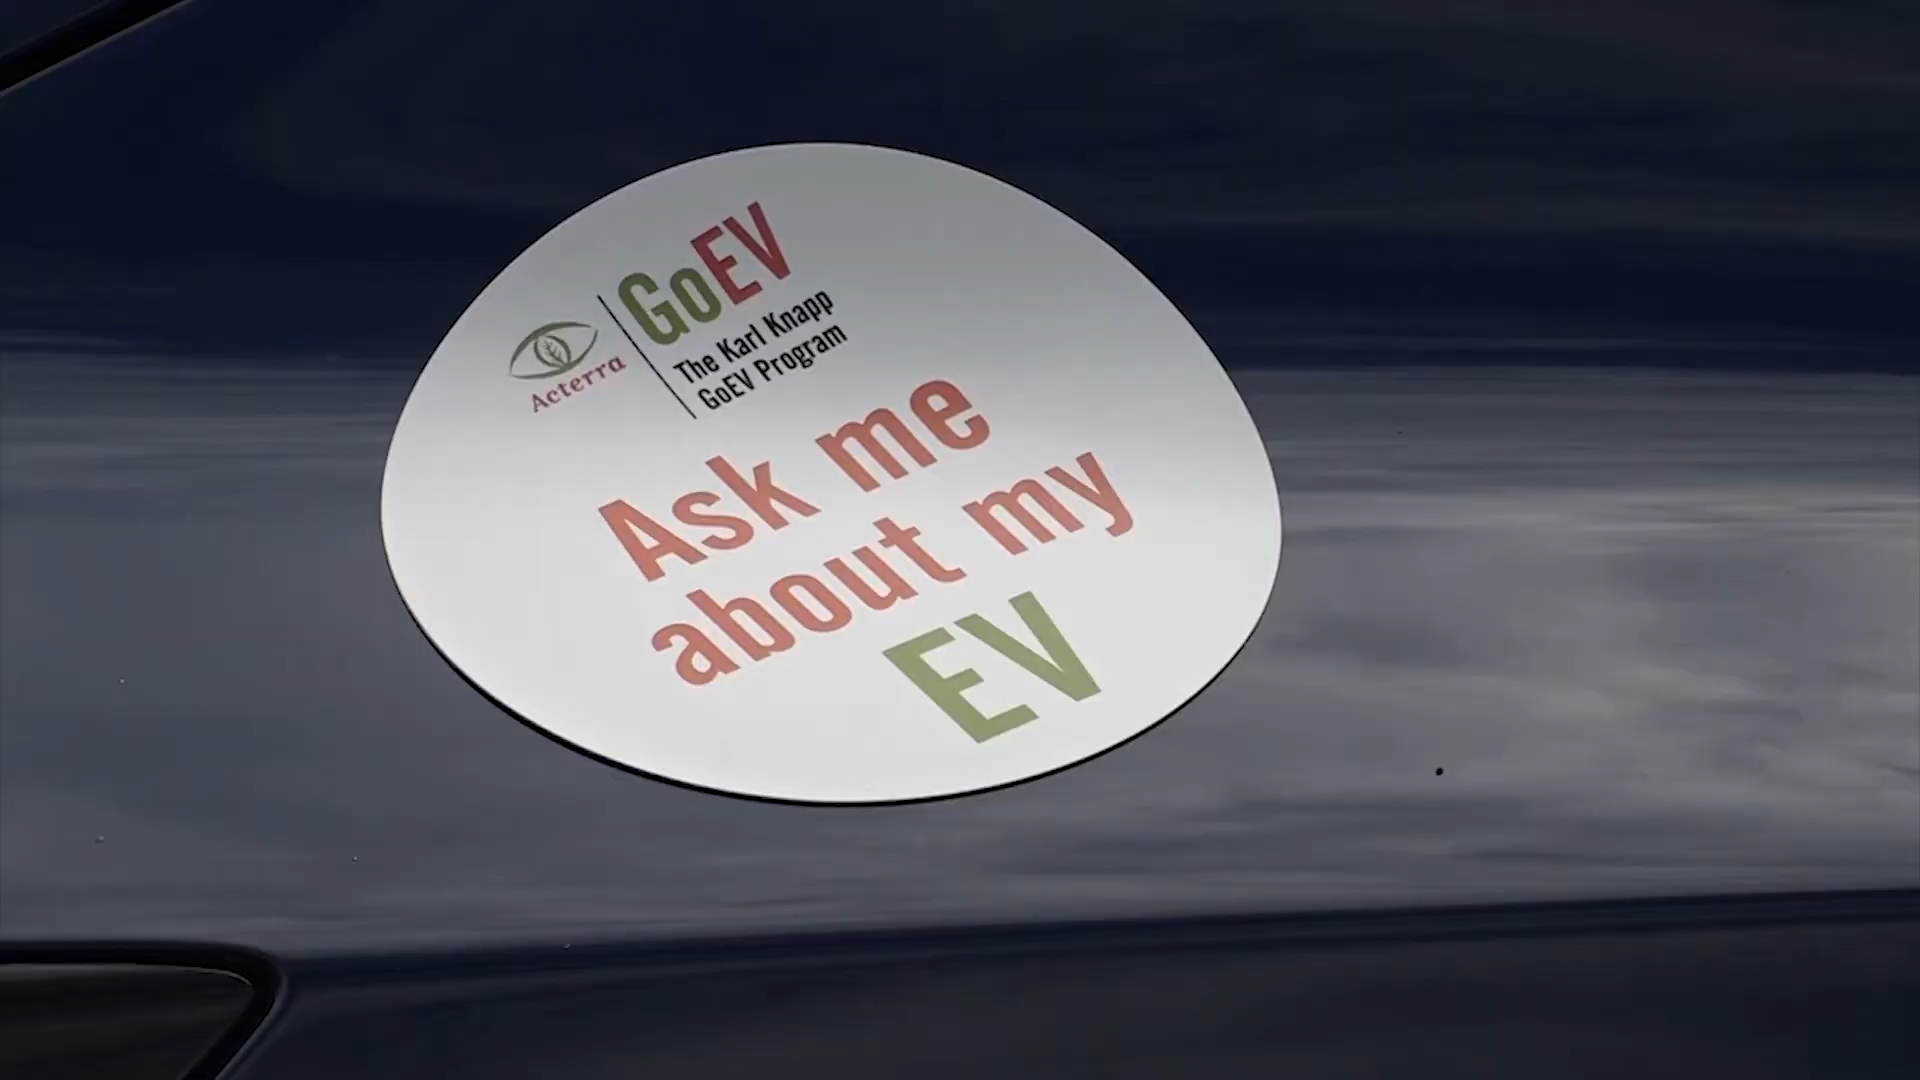 Acterra
GoEV
The Karl Knapp
GoEV Program
Ask me
about my
EV